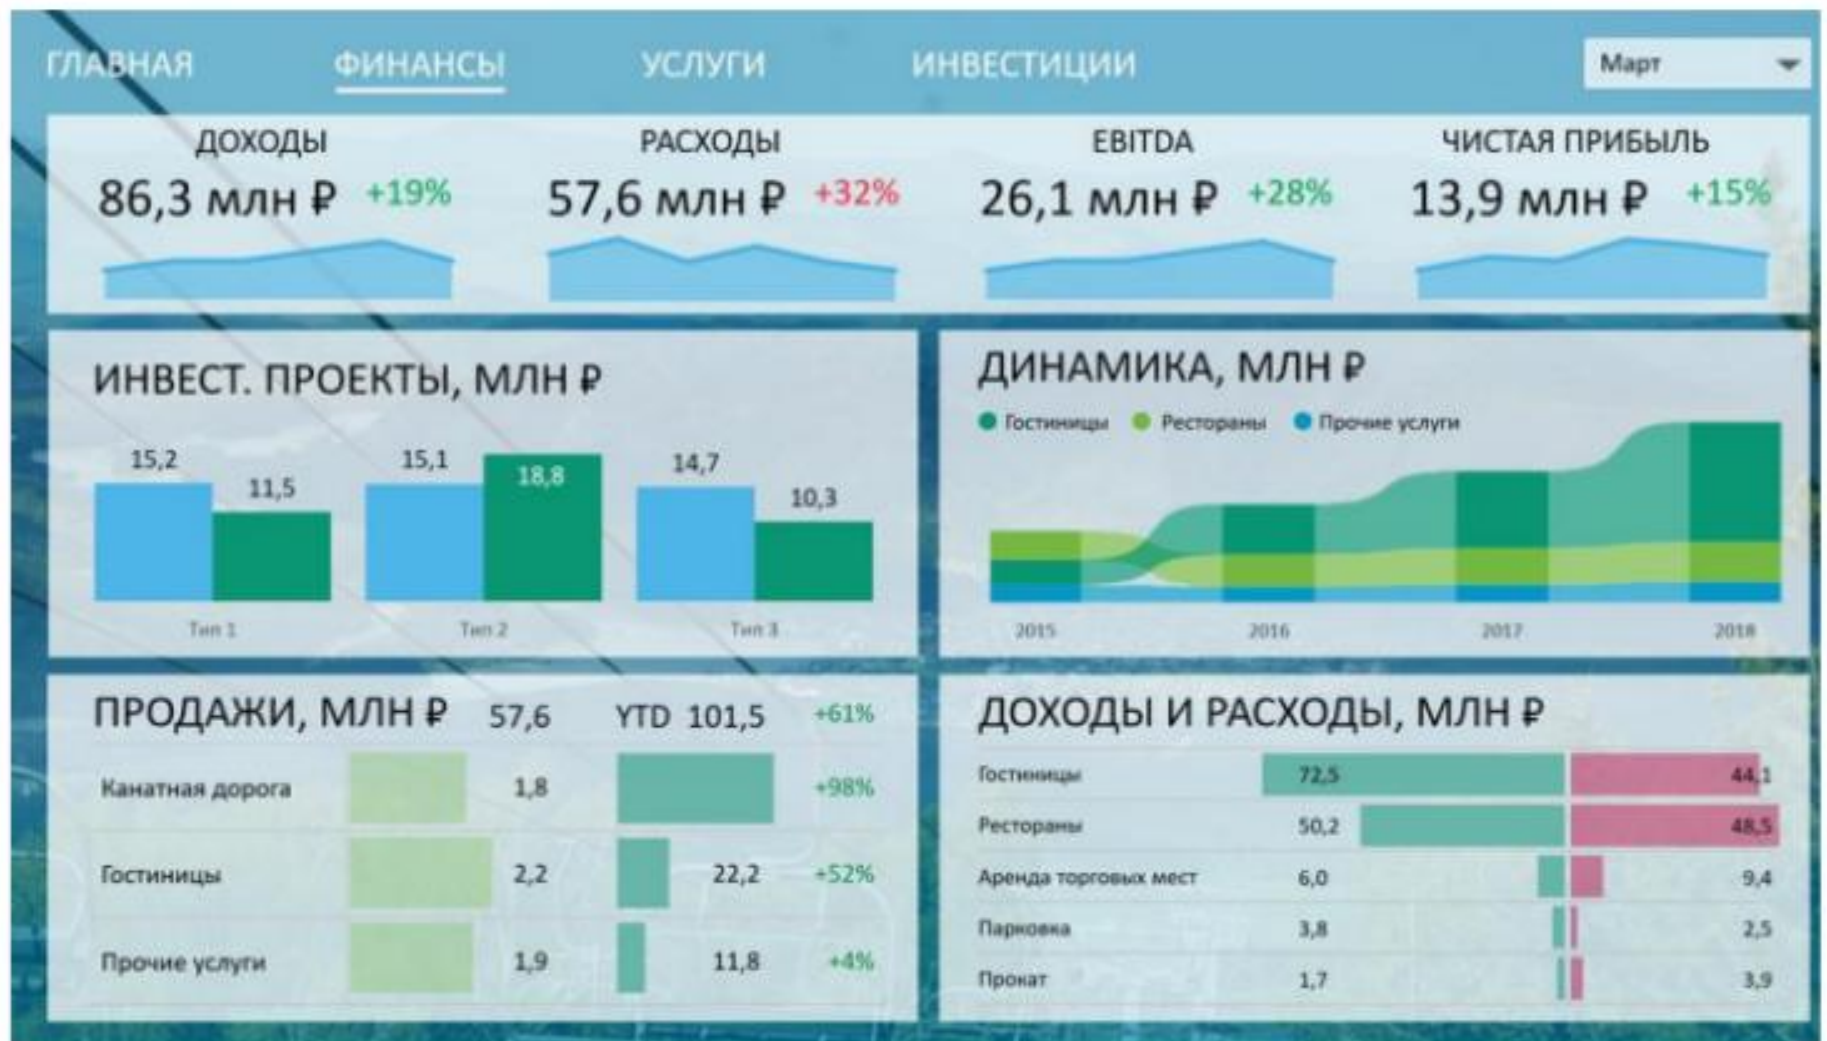 ГЛАВНАЯ ФИНАНСЫ УСЛУГИ ИНВЕСТИЦИИ Март
ДОХОДЫ РАСХОДЫ EBITDA ЧИСТАЯ ПРИБЫЛЬ
86,3 млн ₽ +19% 57,6 млн ₽ +32% 26,1 млн ₽ +28% 13,9 млн ₽ +15%
ИНВЕСТ. ПРОЕКТЫ, МЛН ₽
15,2 11,5 15,1 18,8 14,7 10,3
Тип 1 Тип 2 Тип 3
ДИНАМИКА, МЛН ₽
Гостиницы Рестораны Прочие услуги
2015 2016 2017 2018
ПРОДАЖИ, МЛН ₽ 57,6 YTD 101,5 +61%
Канатная дорога 1,8 +98%
Гостиницы 2,2 22,2 +52%
Прочие услуги 1,9 11,8 +4%
ДОХОДЫ И РАСХОДЫ, МЛН ₽
Гостиницы 72,5 44,1
Рестораны 50,2 48,5
Аренда торговых мест 6,0 9,4
Парковка 3,8 2,5
Прокат 1,7 3,9